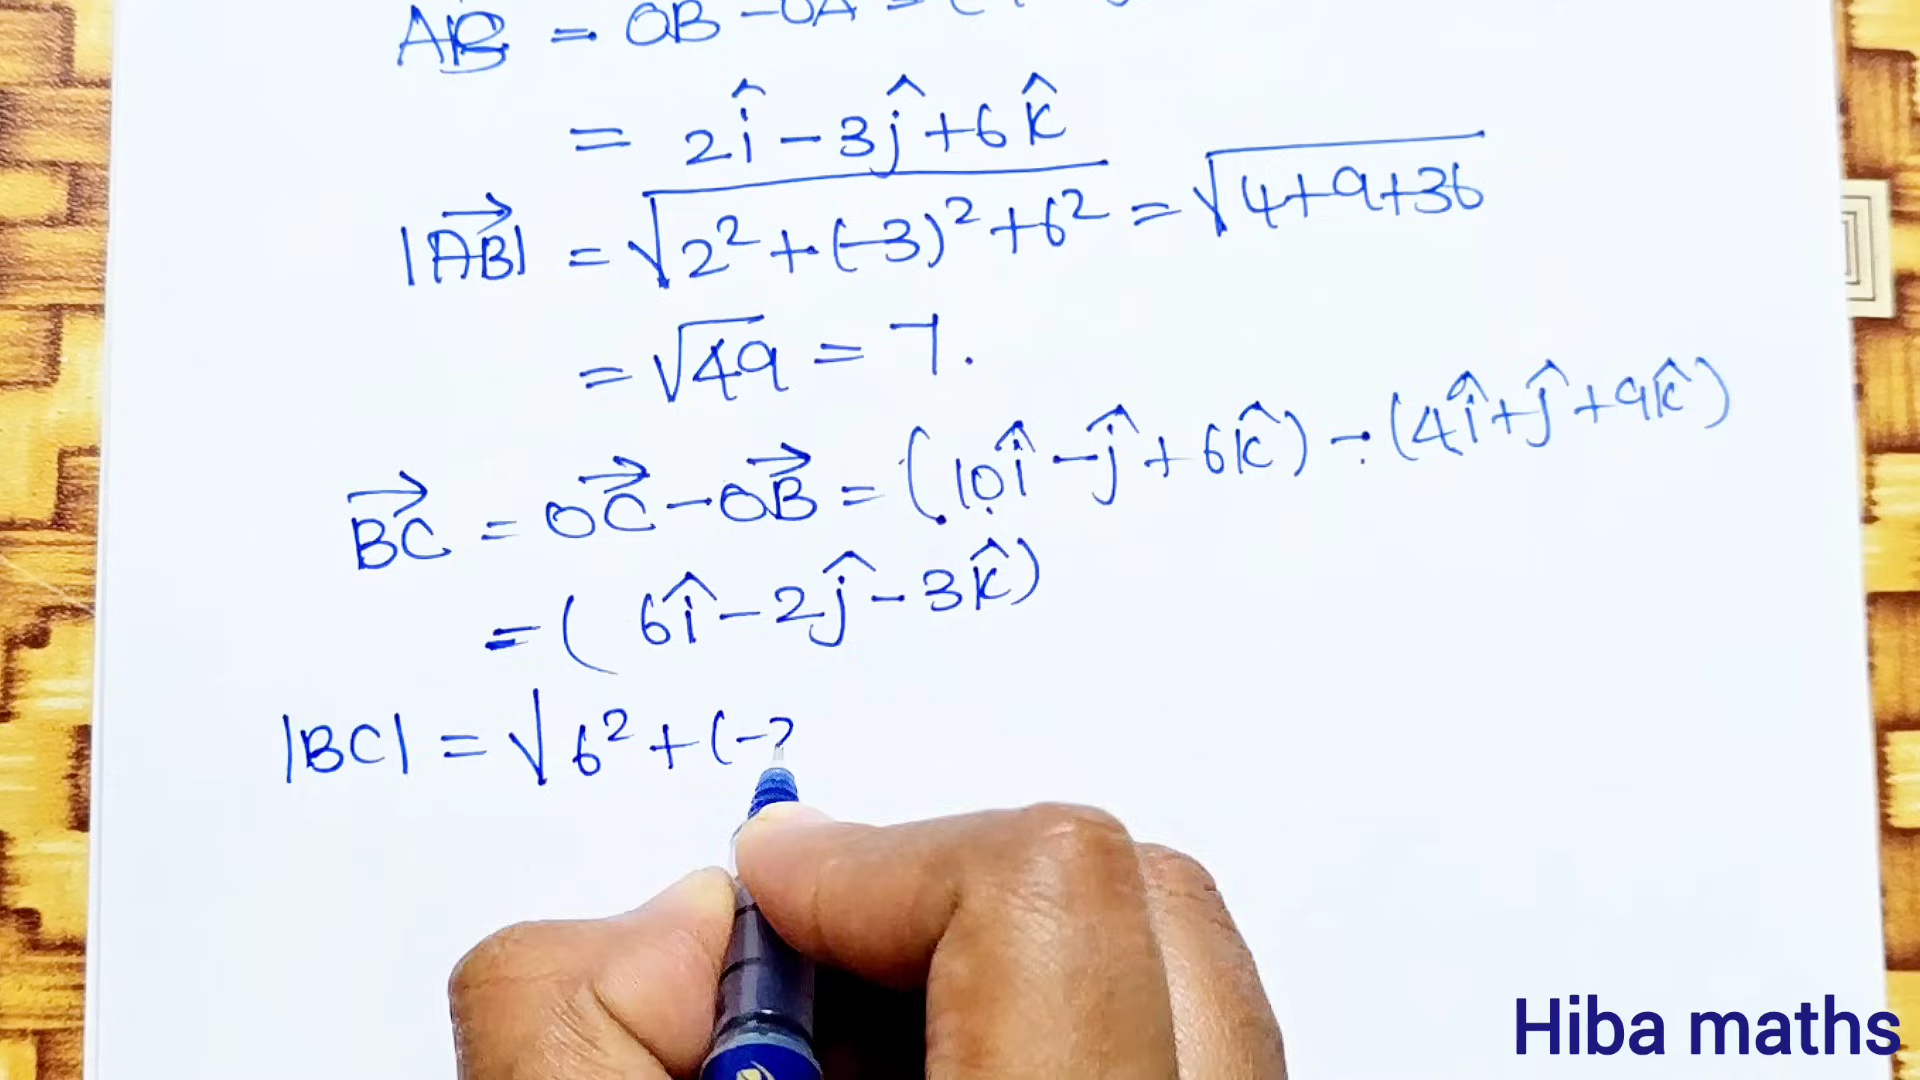 AB = OB - OA = (
= 2î - 3ĵ + 6k̂
|AB⃗| = √2² + (-3)² + 6² = √4+9+36
= √49 = 7.
BC⃗ = OC⃗ - OB⃗ = (10î - ĵ + 6k̂) - (4î + ĵ + 9k̂)
= ( 6î - 2ĵ - 3k̂)
|BC| = √6² + (-2
Hiba maths